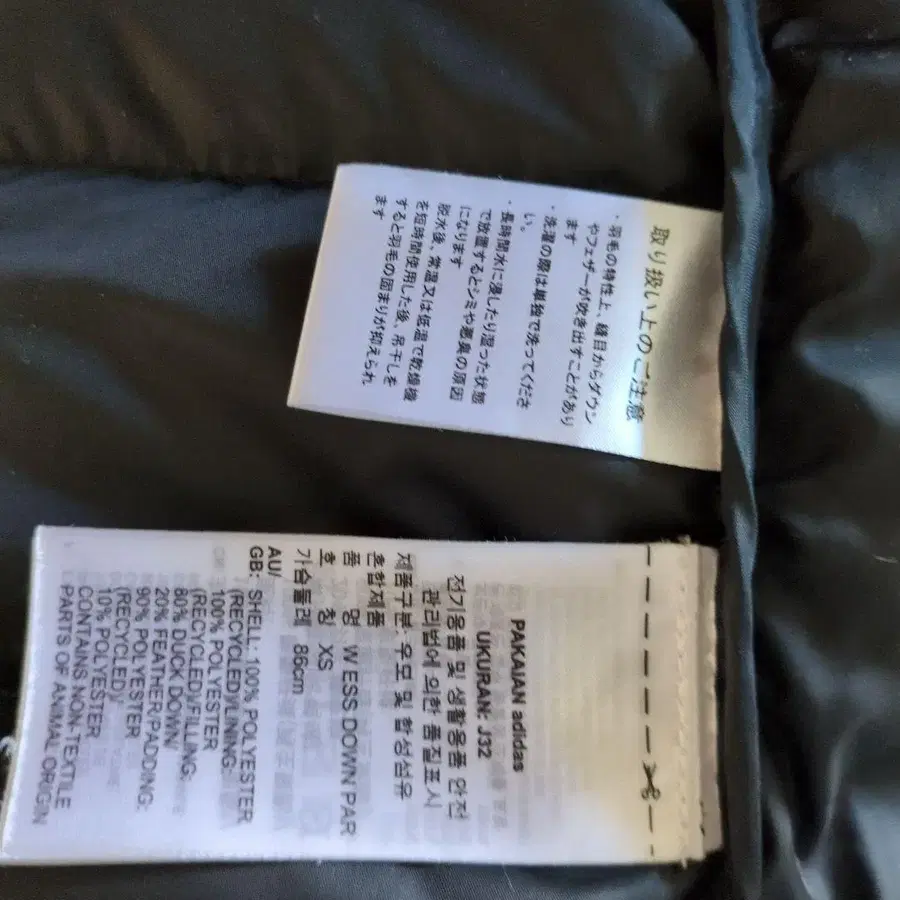 取り扱い上のご注意
・羽毛の特性上、縫目からダウン
やフェザーが吹き出すことがあり
ます
・洗濯の際は単独で洗ってくださ
い。
・長時間水に浸したり湿った状態
で放置するとシミや悪臭の原因
になります
脱水後、常温又は低温で乾燥機
を短時間使用した後、吊干しを
すると羽毛の固まりが抑えられ
ます
PAKAIAN adidas
UKURAN: J32
전기용품 및 생활용품 안전
관리법에 의한 품질표시
제품구분: 우모 및 합성섬유
혼합제품
품 명 W ESS DOWN PAR
호 칭 XS
가슴둘레 86cm
AU/
GB: SHELL: 100% POLYESTER
(RECYCLED)/LINING:
100% POLYESTER
(RECYCLED)/FILLING:
80% DUCK DOWN/
20% FEATHER/PADDING:
90% POLYESTER
(RECYCLED)/
10% POLYESTER
CONTAINS NON-TEXTILE
PARTS OF ANIMAL ORIGIN